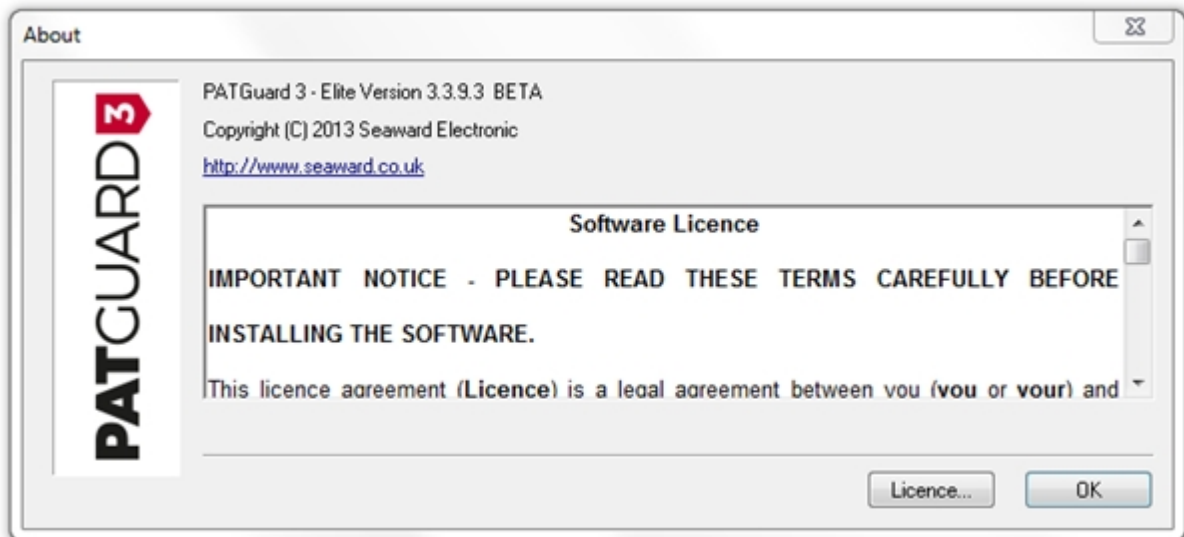 About
PATGUARD3
PATGuard 3 - Elite Version 3.3.9.3 BETA
Copyright (C) 2013 Seaward Electronic
http://www.seaward.co.uk
Software Licence
IMPORTANT NOTICE - PLEASE READ THESE TERMS CAREFULLY BEFORE
INSTALLING THE SOFTWARE.
This licence agreement (Licence) is a legal agreement between you (you or your) and
Licence...
OK